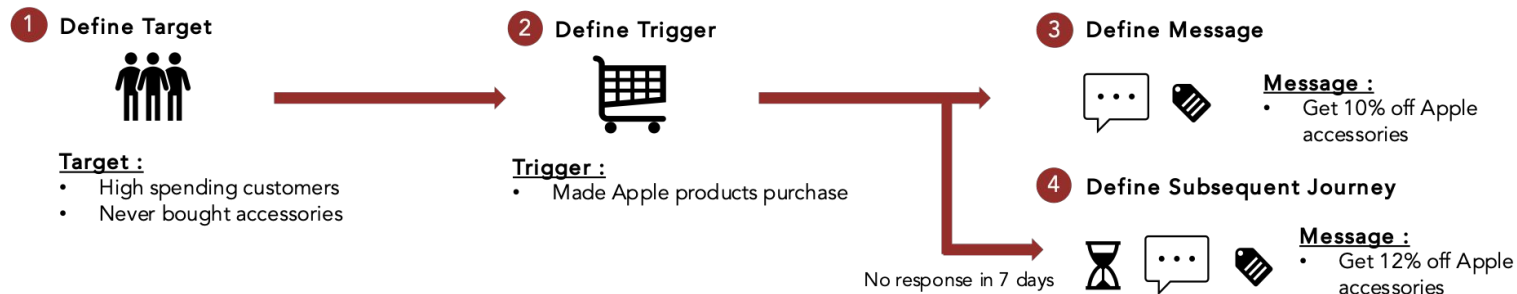 1 Define Target
Target :
• High spending customers
• Never bought accessories
2 Define Trigger
Trigger :
• Made Apple products purchase
3 Define Message
Message :
• Get 10% off Apple
accessories
4 Define Subsequent Journey
No response in 7 days
Message :
• Get 12% off Apple
accessories